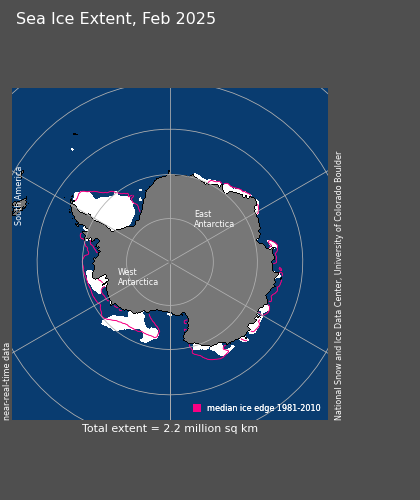 Sea Ice Extent, Feb 2025
South America
East
Antarctica
West
Antarctica
near-real-time data
National Snow and Ice Data Center, University of Colorado Boulder
median ice edge 1981-2010
Total extent = 2.2 million sq km